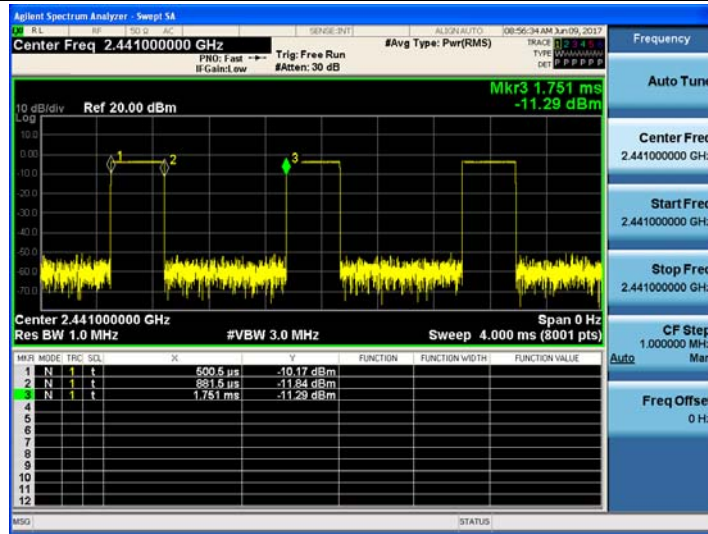 Agilent Spectrum Analyzer - Swept SA
RL RF 50 Ω AC SENSE:INT ALIGN AUTO 08:56:34 AM Jun 09, 2017
Center Freq 2.441000000 GHz #Avg Type: Pwr(RMS) TRACE 1 2 3 4 5 6
PNO: Fast Trig: Free Run TYPE
IFGain:Low #Atten: 30 dB DET P P P P P P
Mkr3 1.751 ms
10 dB/div Ref 20.00 dBm -11.29 dBm
Log
10.0
0.00
1 2 3
-10.0
-20.0
-30.0
-40.0
-50.0
-60.0
-70.0
Center 2.441000000 GHz Span 0 Hz
Res BW 1.0 MHz #VBW 3.0 MHz Sweep 4.000 ms (8001 pts)
MKR MODE TRC SCL X Y FUNCTION FUNCTION WIDTH FUNCTION VALUE
1 N 1 t 500.5 µs -10.17 dBm
2 N 1 t 881.5 µs -11.84 dBm
3 N 1 t 1.751 ms -11.29 dBm
4
5
6
7
8
9
10
11
12
MSG STATUS
Frequency
Auto Tune
Center Freq
2.441000000 GHz
Start Freq
2.441000000 GHz
Stop Freq
2.441000000 GHz
CF Step
1.000000 MHz
Auto Man
Freq Offset
0 Hz